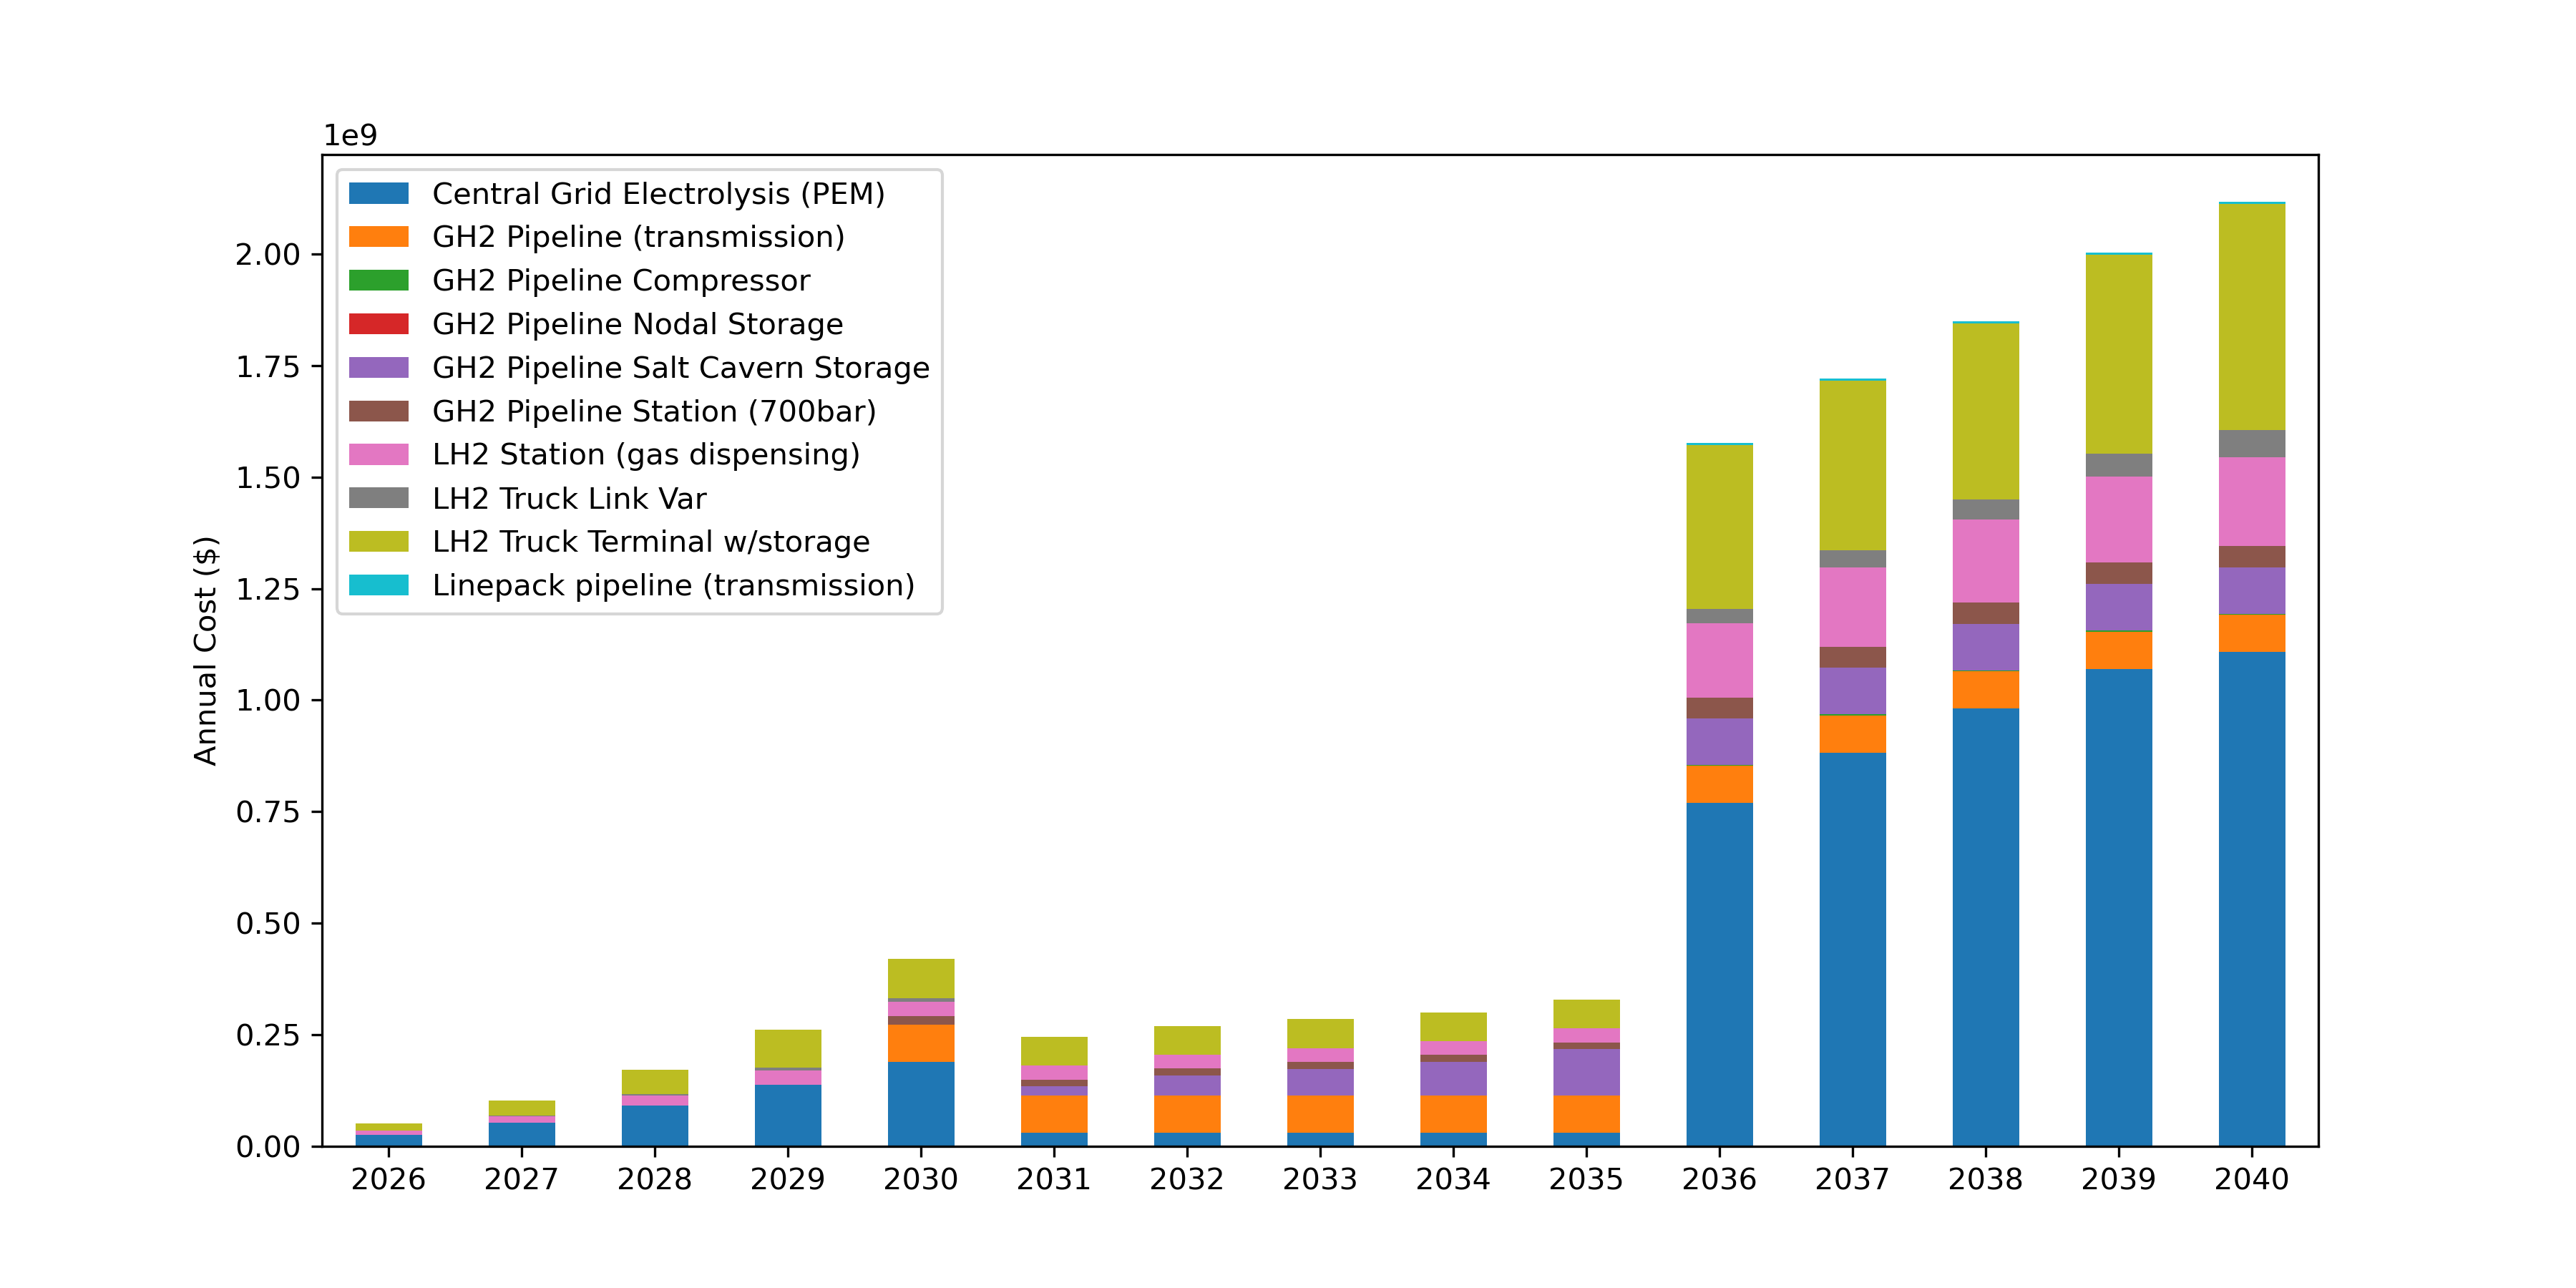 1e9
Central Grid Electrolysis (PEM)
GH2 Pipeline (transmission)
GH2 Pipeline Compressor
GH2 Pipeline Nodal Storage
GH2 Pipeline Salt Cavern Storage
GH2 Pipeline Station (700bar)
LH2 Station (gas dispensing)
LH2 Truck Link Var
LH2 Truck Terminal w/storage
Linepack pipeline (transmission)
Annual Cost ($)
2.00
1.75
1.50
1.25
1.00
0.75
0.50
0.25
0.00
2026 2027 2028 2029 2030 2031 2032 2033 2034 2035 2036 2037 2038 2039 2040